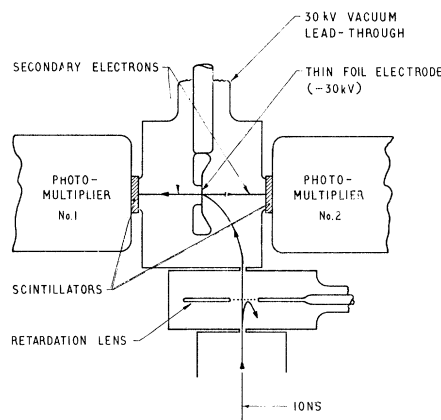 30 kV VACUUM
LEAD-THROUGH
SECONDARY ELECTRONS
THIN FOIL ELECTRODE
(-30kV)
PHOTO-
MULTIPLIER
No.1
PHOTO-
MULTIPLIER
No.2
SCINTILLATORS
RETARDATION LENS
IONS